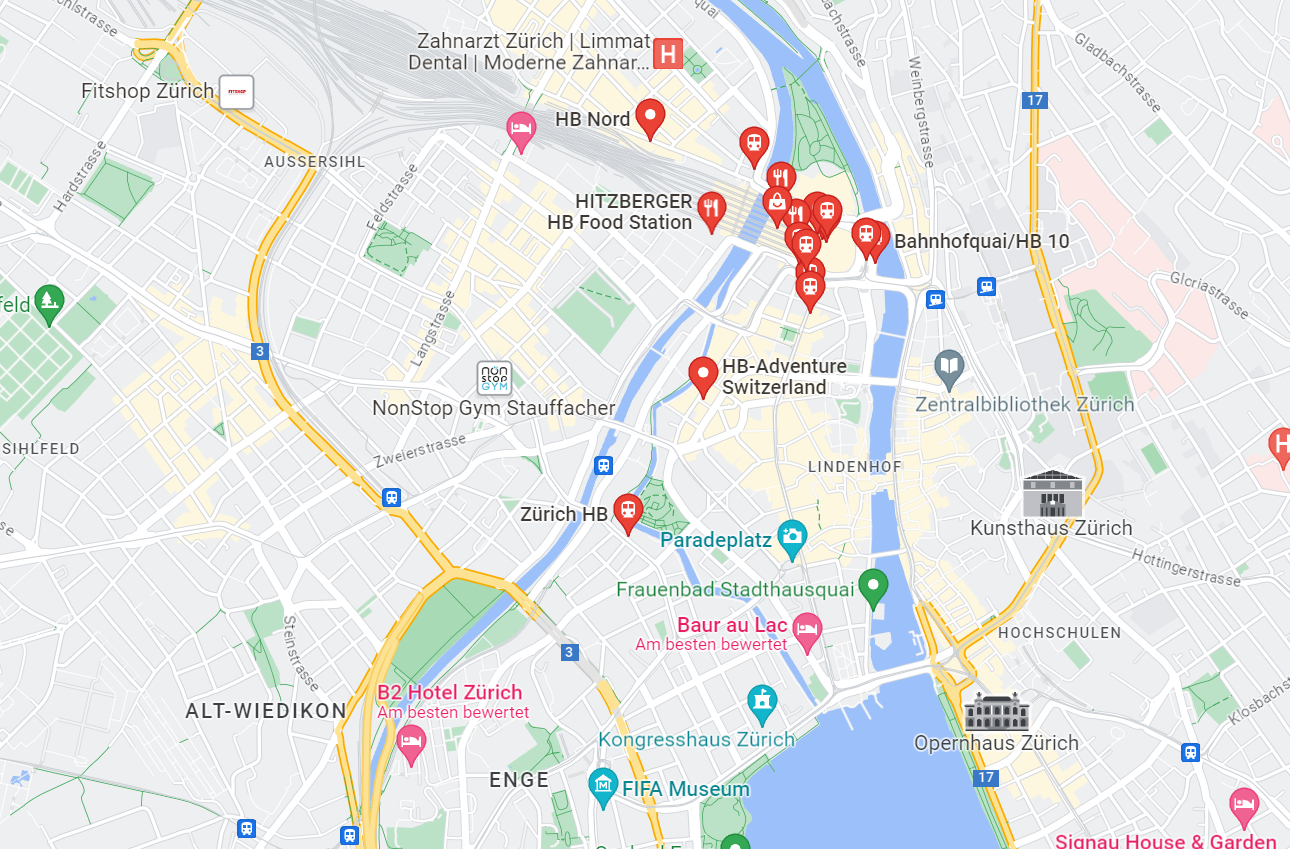 Zahnarzt Zürich | Limmat
Dental | Moderne Zahnar...
H
Fitshop Zürich
FITSHOP
HB Nord
Gladbachstrasse
Weinbergstrasse
17
AUSSERSIHL
Hardstrasse
Feldstrasse
HITZBERGER
HB Food Station
Bahnhofquai/HB 10
Gloriastrasse
feld
Langstrasse
3
HB-Adventure
Switzerland
nün
stop
GYM
NonStop Gym Stauffacher
Zentralbibliothek Zürich
SIHLFELD
Zweierstrasse
LINDENHOF
H
Zürich HB
Kunsthaus Zürich
Paradeplatz
Hottingerstrasse
Frauenbad Stadthausquai
Steinstrasse
Baur au Lac
Am besten bewertet
HOCHSCHULEN
3
B2 Hotel Zürich
Am besten bewertet
ALT-WIEDIKON
Klosbachst
Kongresshaus Zürich
Opernhaus Zürich
ENGE
FIFA Museum
17
Signau House & Garden